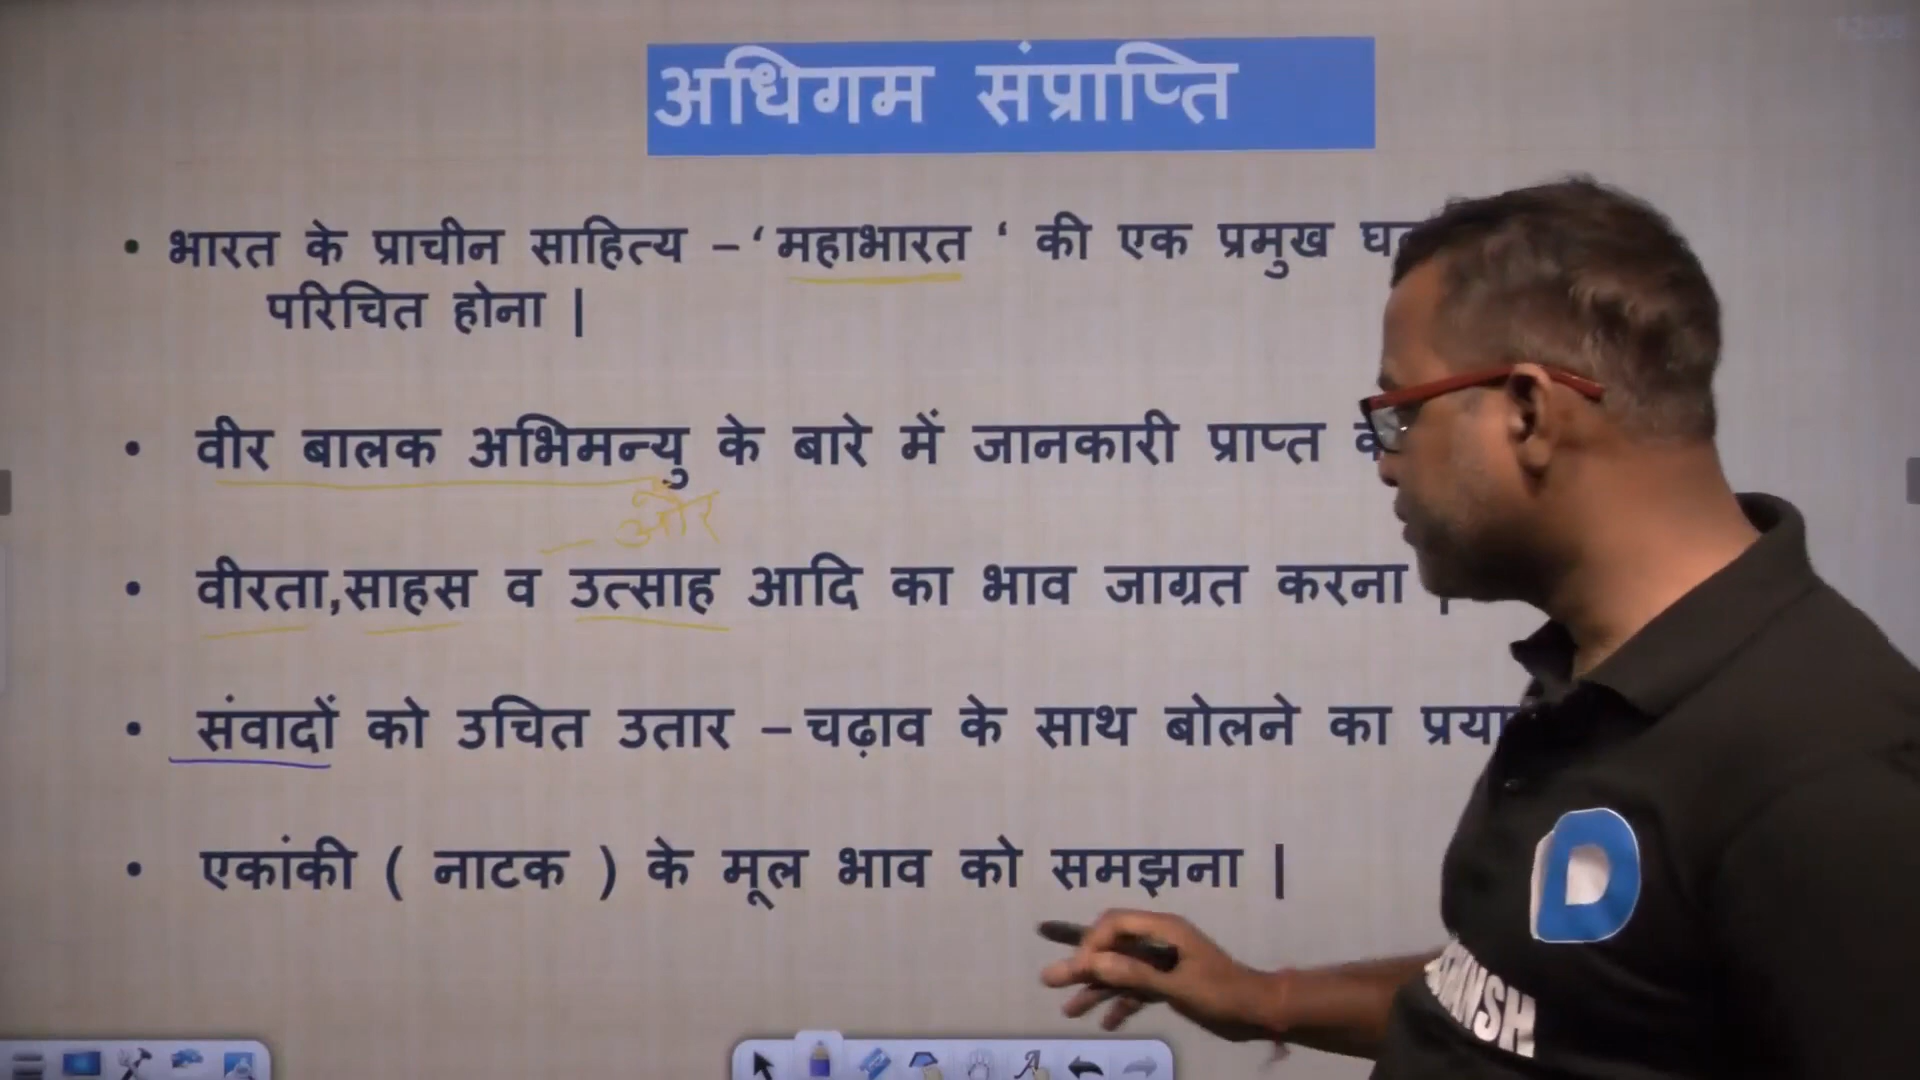 अधिगम संप्राप्ति
• भारत के प्राचीन साहित्य – ‘ महाभारत ‘ की एक प्रमुख
परिचित होना |
• वीर बालक अभिमन्यु के बारे में जानकारी प्राप्त
– और
• वीरता,साहस व उत्साह आदि का भाव जाग्रत करना |
• संवादों को उचित उतार – चढ़ाव के साथ बोलने का
• एकांकी ( नाटक ) के मूल भाव को समझना |
D